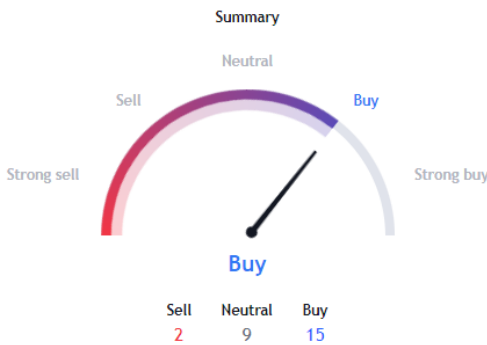 Summary
Neutral
Sell Buy
Strong sell Strong buy
Buy
Sell Neutral Buy
2 9 15